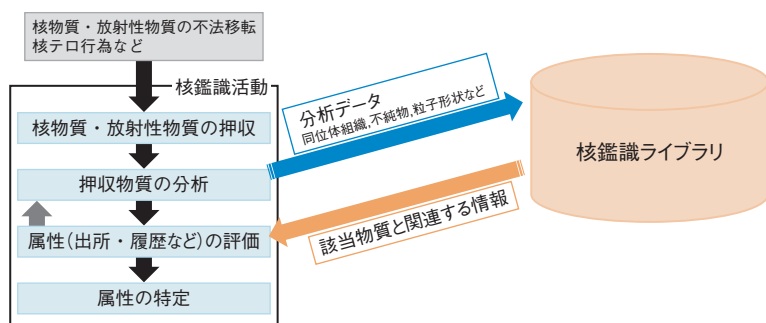 核物質・放射性物質の不法移転
核テロ行為など
核鑑識活動
核物質・放射性物質の押収
押収物質の分析
属性(出所・履歴など)の評価
属性の特定
分析データ
同位体組織,不純物,粒子形状など
該当物質と関連する情報
核鑑識ライブラリ